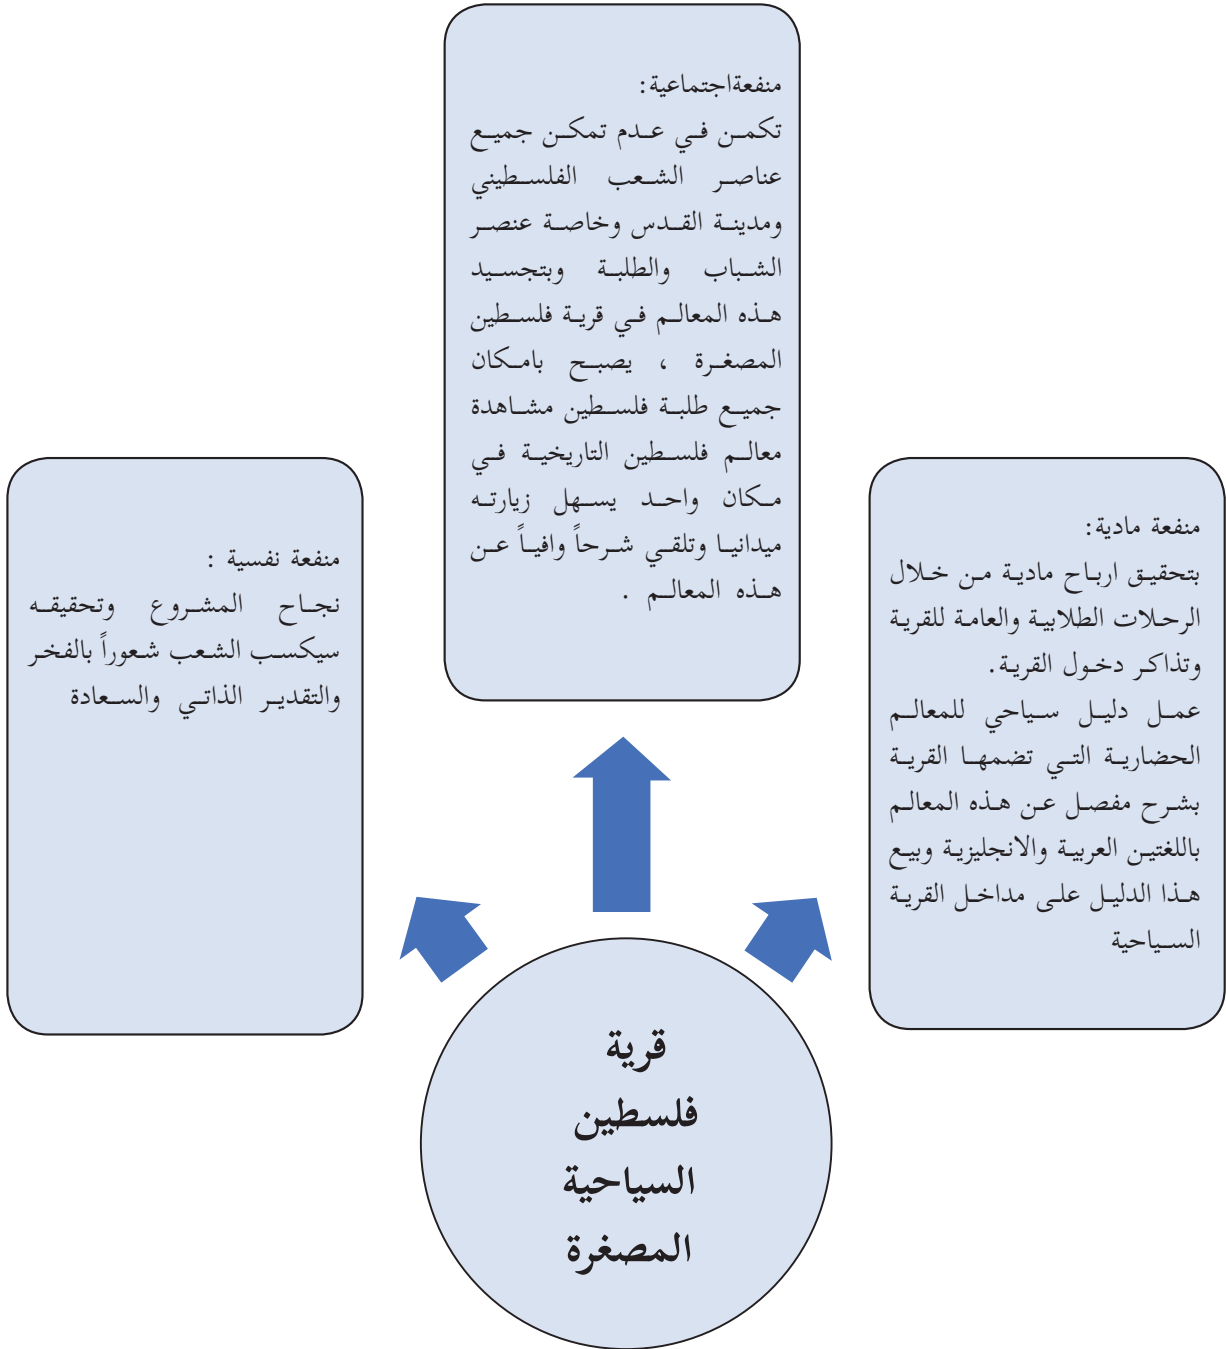 منفعةاجتماعية:
تكمن في عدم تمكن جميع
عناصر الشعب الفلسطيني
ومدينة القدس وخاصة عنصر
الشباب والطلبة وبتجسيد
هذه المعالم في قرية فلسطين
المصغرة ، يصبح بامكان
جميع طلبة فلسطين مشاهدة
معالم فلسطين التاريخية في
مكان واحد يسهل زيارته
ميدانيا وتلقي شرحاً وافياً عن
هذه المعالم .
منفعة مادية:
بتحقيق ارباح مادية من خلال
الرحلات الطلابية والعامة للقرية
وتذاكر دخول القرية.
عمل دليل سياحي للمعالم
الحضارية التي تضمها القرية
بشرح مفصل عن هذه المعالم
باللغتين العربية والانجليزية وبيع
هذا الدليل على مداخل القرية
السياحية
منفعة نفسية :
نجاح المشروع وتحقيقه
سيكسب الشعب شعوراً بالفخر
والتقدير الذاتي والسعادة
قرية
فلسطين
السياحية
المصغرة